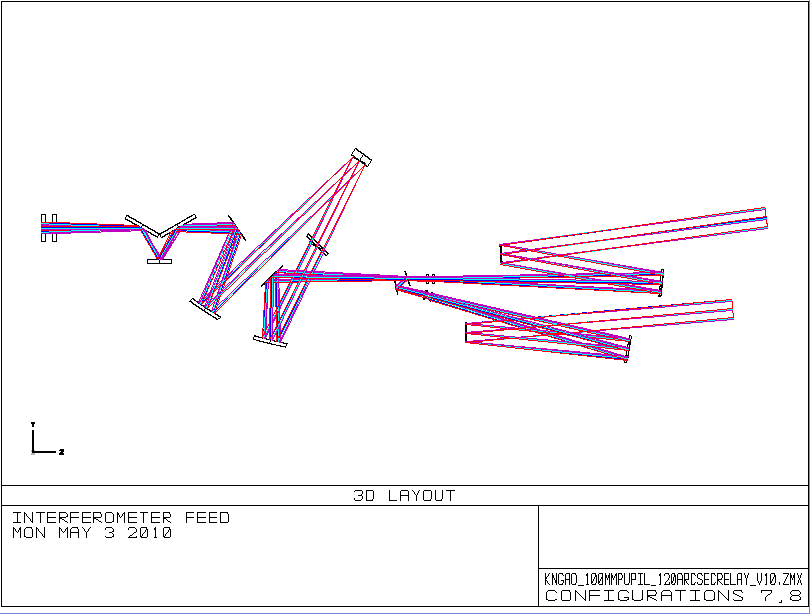 Y
Z
3D LAYOUT
INTERFEROMETER FEED
MON MAY 3 2010
KNGAO_100MMPUPIL_120ARCSECRELAY_V10.ZMX
CONFIGURATIONS 7,8